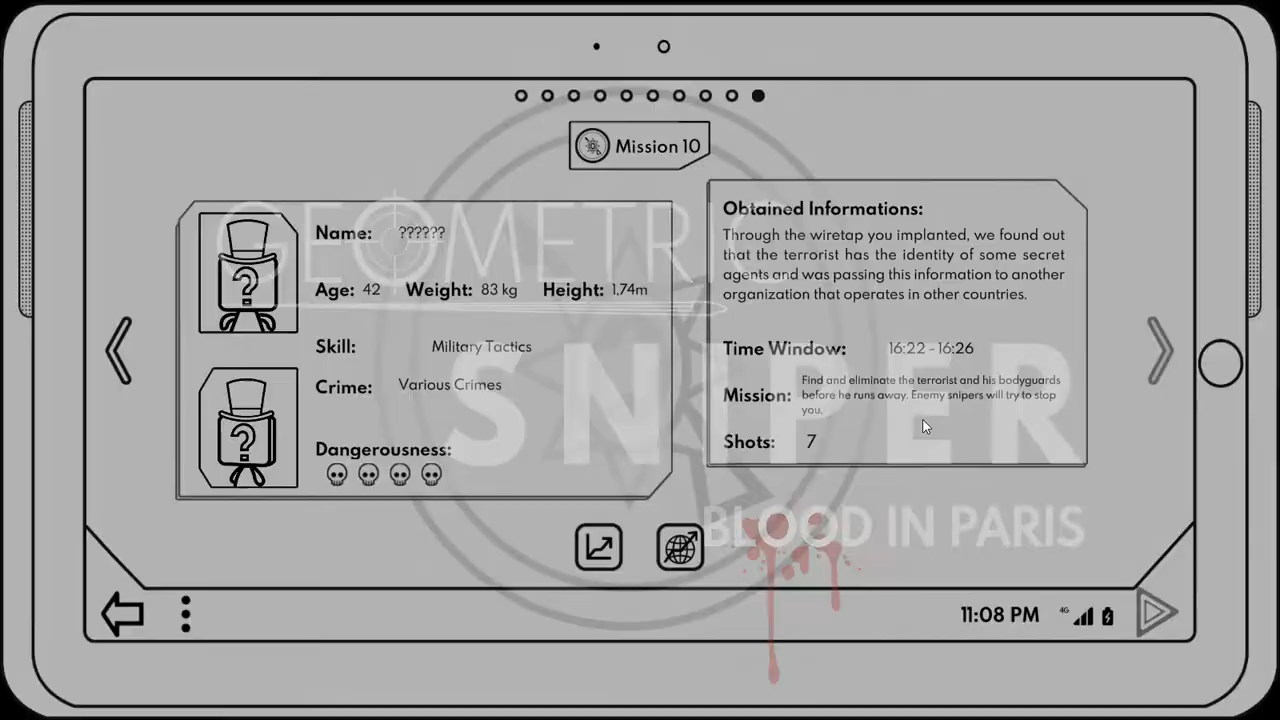 Mission 10
GEOMETRIC
SNIPER
BLOOD IN PARIS
Name: ??????
Age: 42 Weight: 83 kg Height: 1.74m
Skill: Military Tactics
Crime: Various Crimes
Dangerousness:
?
?
Obtained Informations:
Through the wiretap you implanted, we found out
that the terrorist has the identity of some secret
agents and was passing this information to another
organization that operates in other countries.
Time Window: 16:22 - 16:26
Mission: Find and eliminate the terrorist and his bodyguards
before he runs away. Enemy snipers will try to stop
you.
Shots: 7
11:08 PM 4G